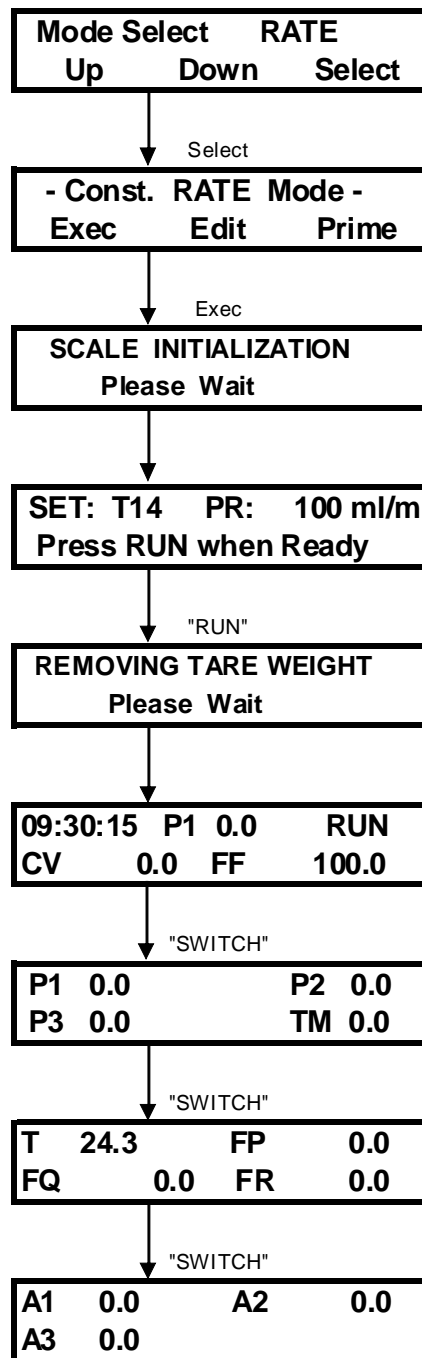 Mode Select RATE
Up Down Select
Select
- Const. RATE Mode -
Exec Edit Prime
Exec
SCALE INITIALIZATION
Please Wait
SET: T14 PR: 100 ml/m
Press RUN when Ready
"RUN"
REMOVING TARE WEIGHT
Please Wait
09:30:15 P1 0.0 RUN
CV 0.0 FF 100.0
"SWITCH"
P1 0.0 P2 0.0
P3 0.0 TM 0.0
"SWITCH"
T 24.3 FP 0.0
FQ 0.0 FR 0.0
"SWITCH"
A1 0.0 A2 0.0
A3 0.0